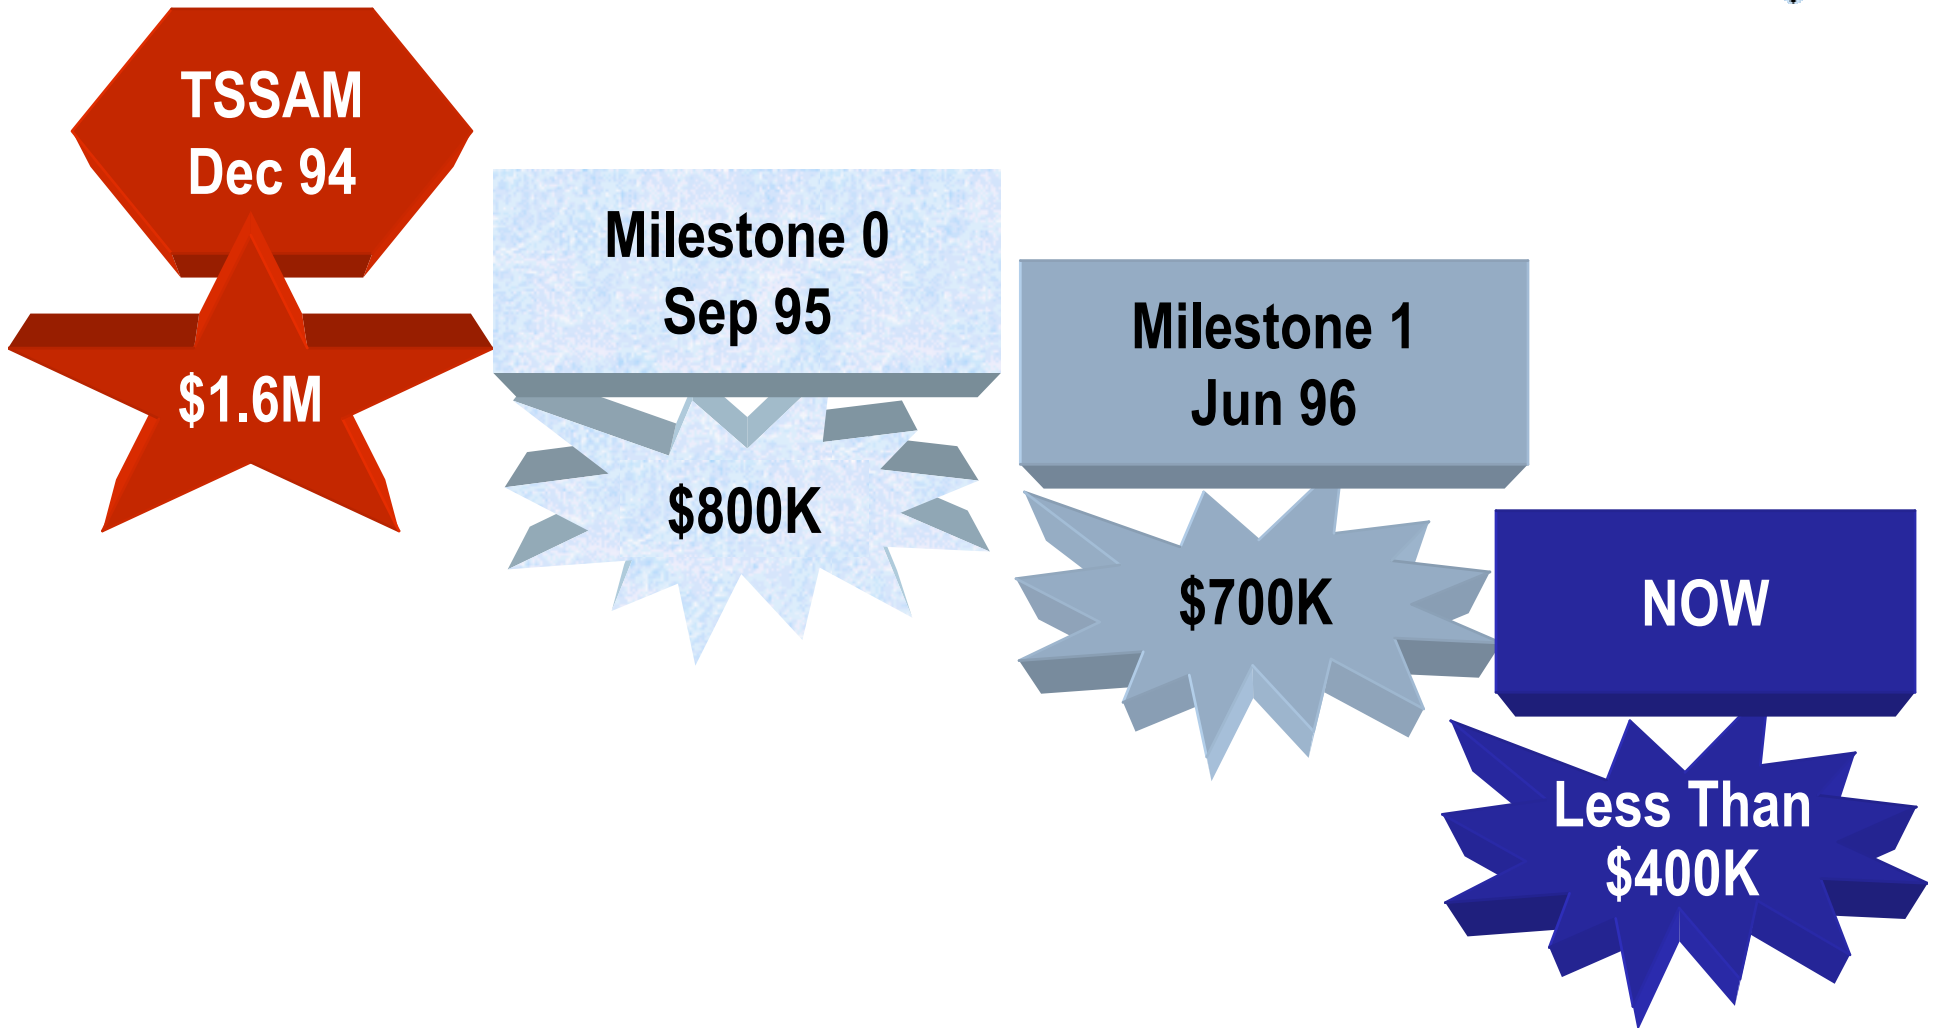 TSSAM
Dec 94
$1.6M
Milestone 0
Sep 95
$800K
Milestone 1
Jun 96
$700K
NOW
Less Than
$400K